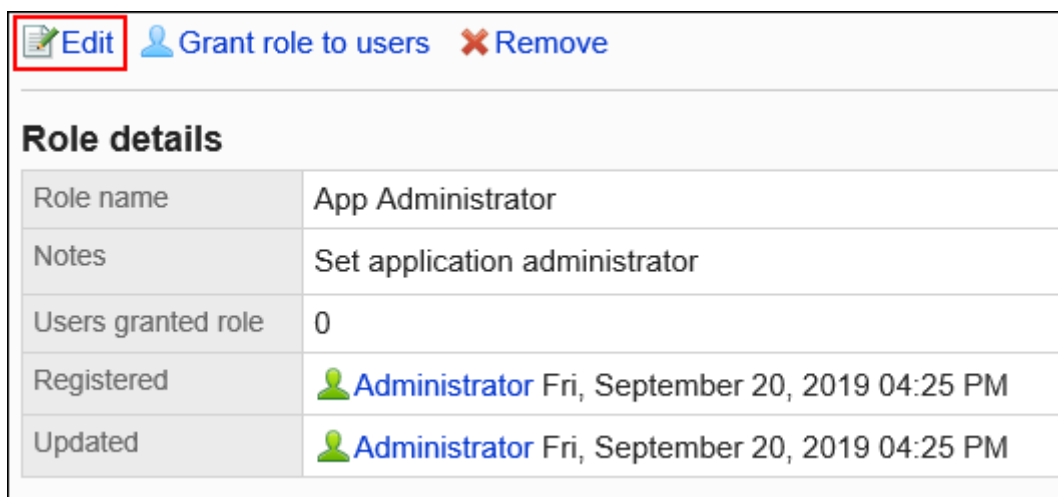 Edit Grant role to users Remove
Role details
Role name App Administrator
Notes Set application administrator
Users granted role 0
Registered Administrator Fri, September 20, 2019 04:25 PM
Updated Administrator Fri, September 20, 2019 04:25 PM